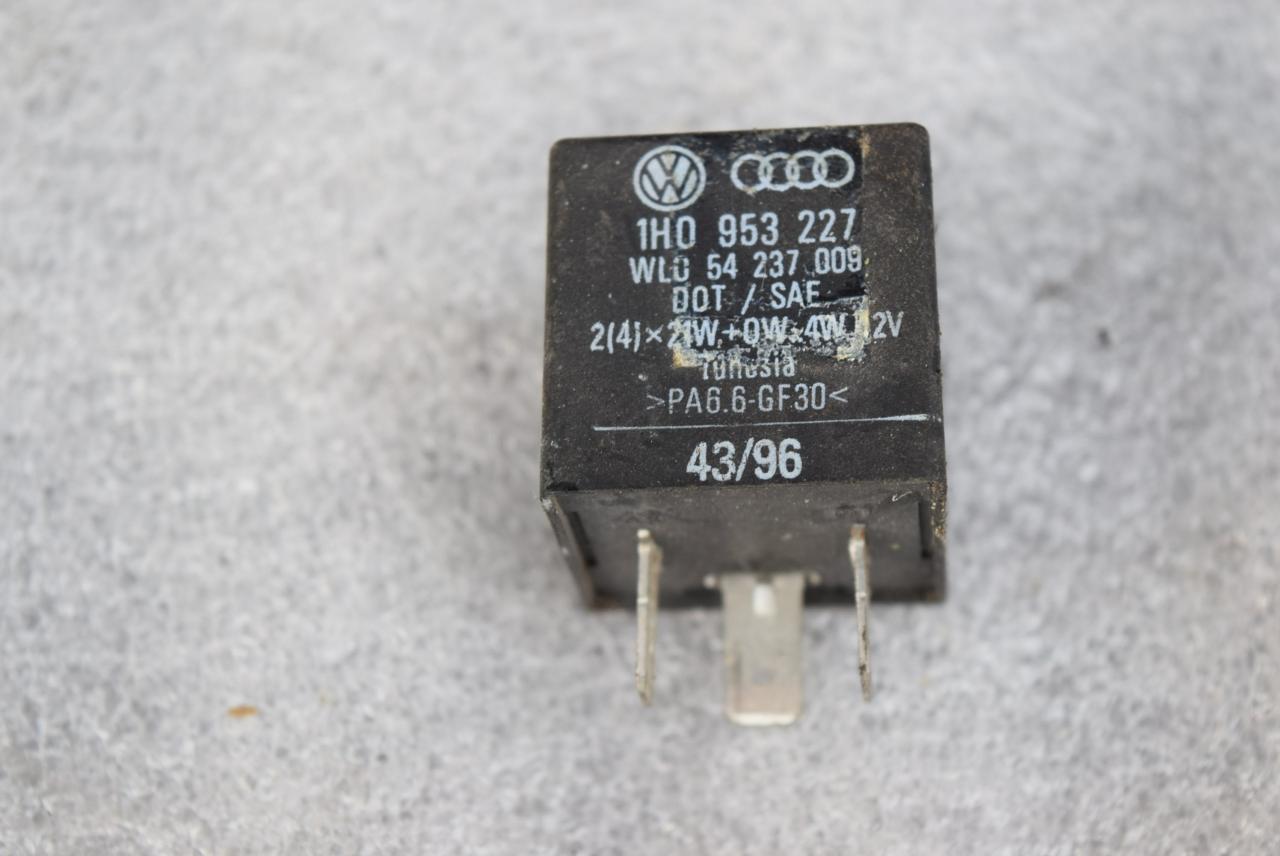 1H0 953 227
WLO 54 237 009
DOT / SAE
2(4)×21W+0W-4W 12V
Tunesia
>PA6.6-GF30<
43/96